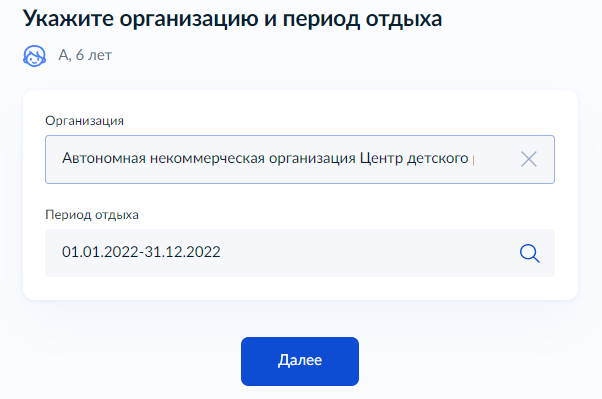 Укажите организацию и период отдыха
А, 6 лет
Организация
Автономная некоммерческая организация Центр детского
Период отдыха
01.01.2022-31.12.2022
Далее